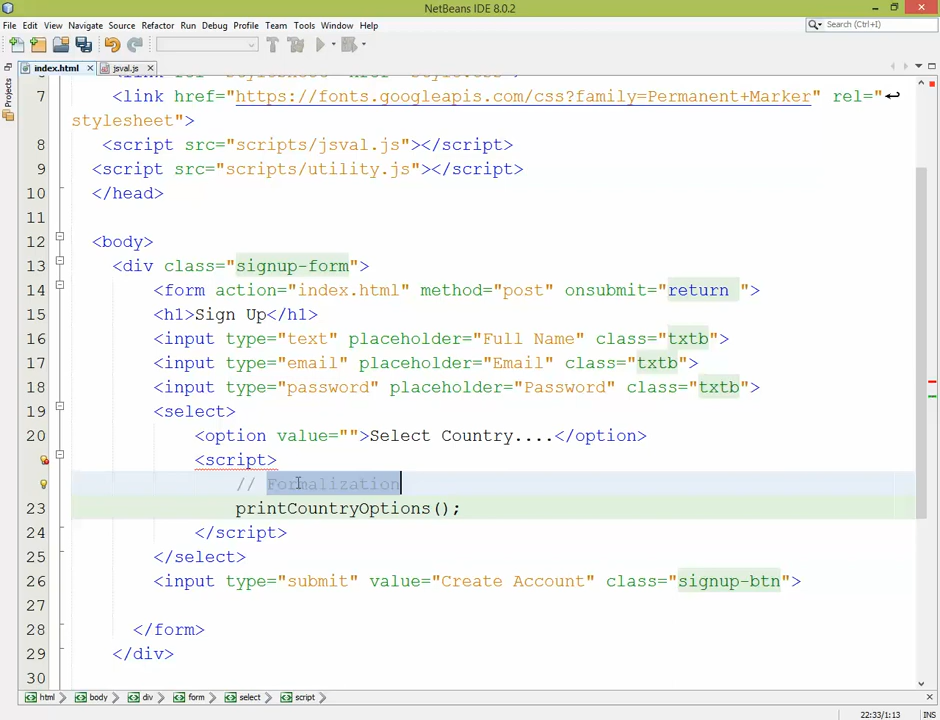 NetBeans IDE 8.0.2
File Edit View Navigate Source Refactor Run Debug Profile Team Tools Window Help
Search (Ctrl+I)
index.html jsval.js
Projects
7 <link href="https://fonts.googleapis.com/css?family=Permanent+Marker" rel="
stylesheet">
8 <script src="scripts/jsval.js"></script>
9 <script src="scripts/utility.js"></script>
10 </head>
11
12 <body>
13 <div class="signup-form">
14 <form action="index.html" method="post" onsubmit="return ">
15 <h1>Sign Up</h1>
16 <input type="text" placeholder="Full Name" class="txtb">
17 <input type="email" placeholder="Email" class="txtb">
18 <input type="password" placeholder="Password" class="txtb">
19 <select>
20 <option value="">Select Country....</option>
<script>
// Formalization
23 printCountryOptions();
24 </script>
25 </select>
26 <input type="submit" value="Create Account" class="signup-btn">
27
28 </form>
29 </div>
30
html body div form select script
22:33/1:13 INS